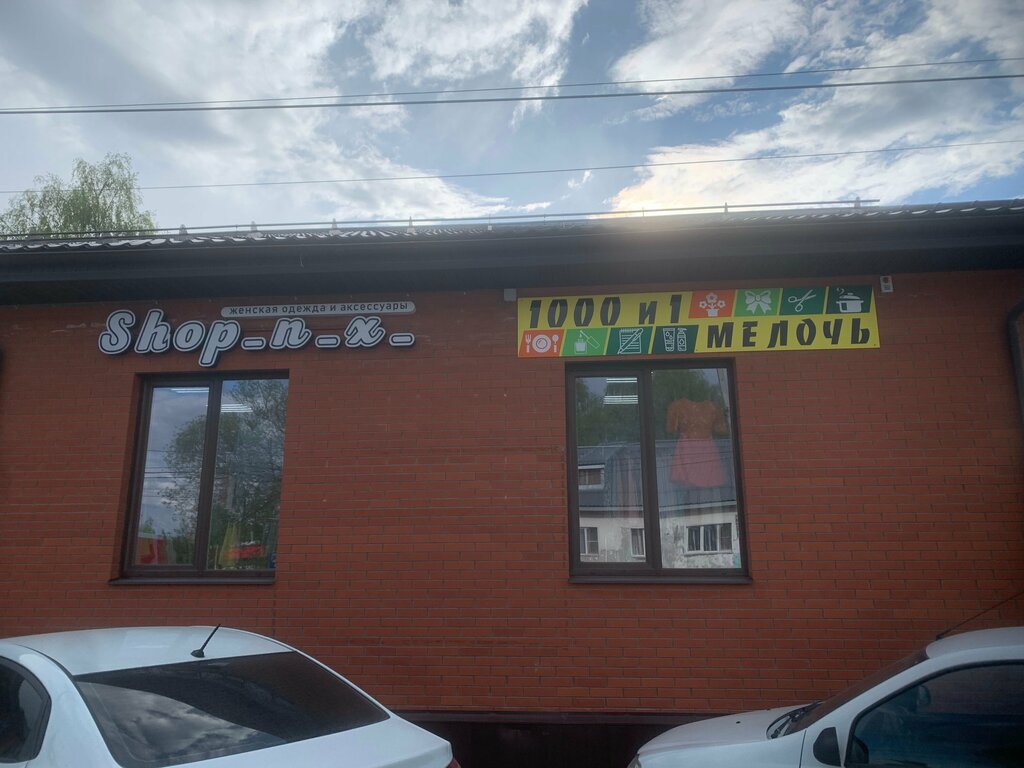 женская одежда и аксессуары
Shop_n_x_
1000 и 1
МЕЛОЧЬ